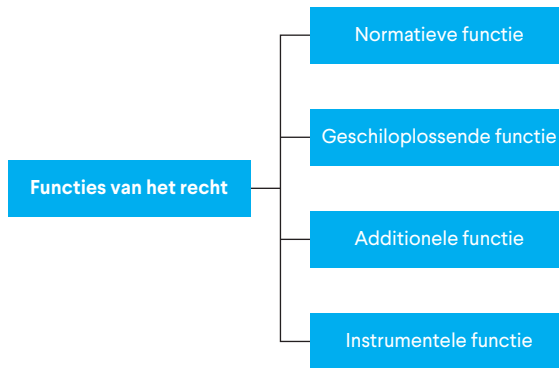 Functies van het recht
Normatieve functie
Geschiloplossende functie
Additionele functie
Instrumentele functie